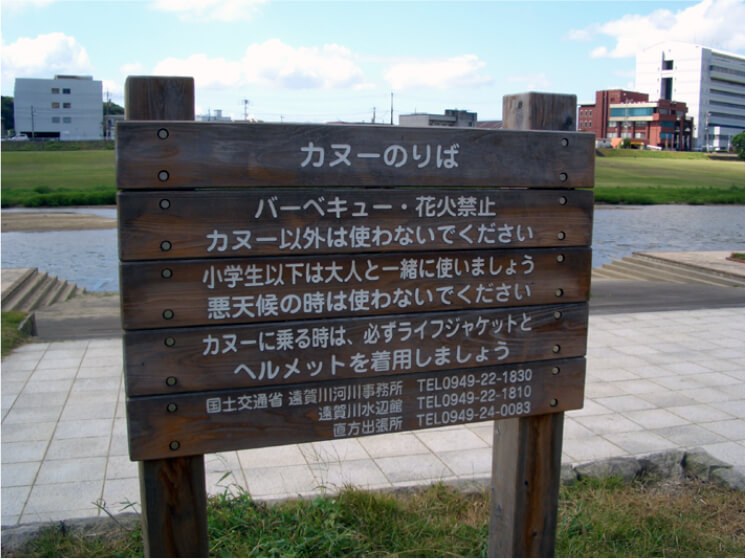 カヌーのりば
バーベキュー・花火禁止
カヌー以外は使わないでください
小学生以下は大人と一緒に使いましょう
悪天候の時は使わないでください
カヌーに乗る時は、必ずライフジャケットと
ヘルメットを着用しましょう
国土交通省 遠賀川河川事務所 TEL0949-22-1830
遠賀川水辺館 TEL0949-22-1810
直方出張所 TEL0949-24-0083